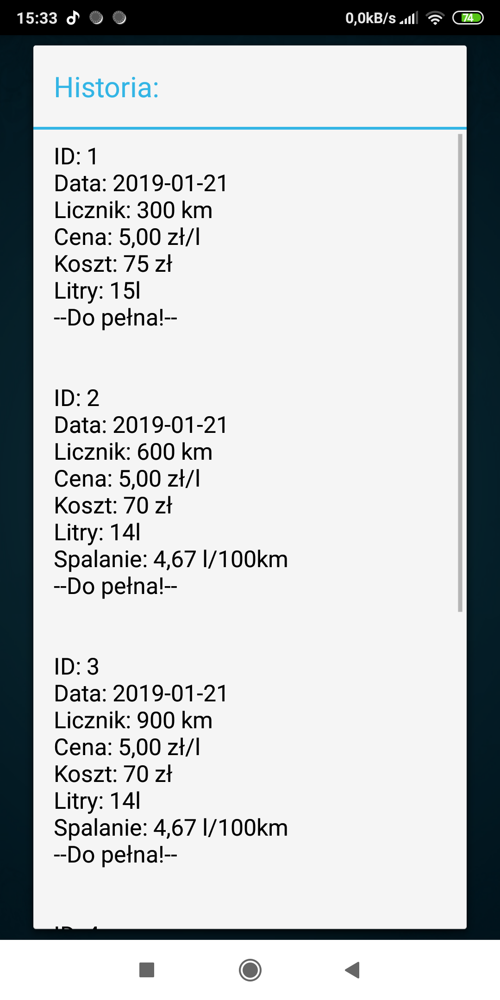 15:33
0,0kB/s
74
Historia:
ID: 1
Data: 2019-01-21
Licznik: 300 km
Cena: 5,00 zł/l
Koszt: 75 zł
Litry: 15l
--Do pełna!--
ID: 2
Data: 2019-01-21
Licznik: 600 km
Cena: 5,00 zł/l
Koszt: 70 zł
Litry: 14l
Spalanie: 4,67 l/100km
--Do pełna!--
ID: 3
Data: 2019-01-21
Licznik: 900 km
Cena: 5,00 zł/l
Koszt: 70 zł
Litry: 14l
Spalanie: 4,67 l/100km
--Do pełna!--